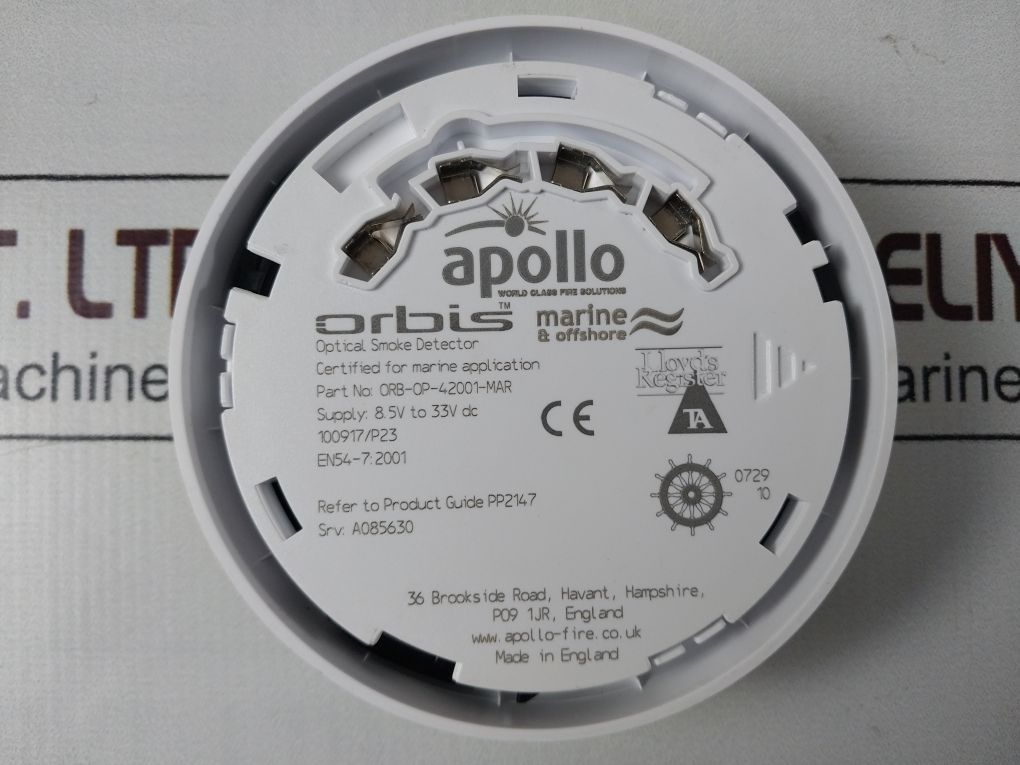 apollo
WORLD CLASS FIRE SOLUTIONS
orbis™ marine & offshore
Optical Smoke Detector
Certified for marine application
Part No: ORB-OP-42001-MAR
Supply: 8.5V to 33V dc
100917/P23
EN54-7:2001
CE
Lloyd's
Register
TA
0729
10
Refer to Product Guide PP2147
Srv: A085630
36 Brookside Road, Havant, Hampshire,
PO9 1JR, England
www.apollo-fire.co.uk
Made in England
T. LT
achine
ELIY
arine